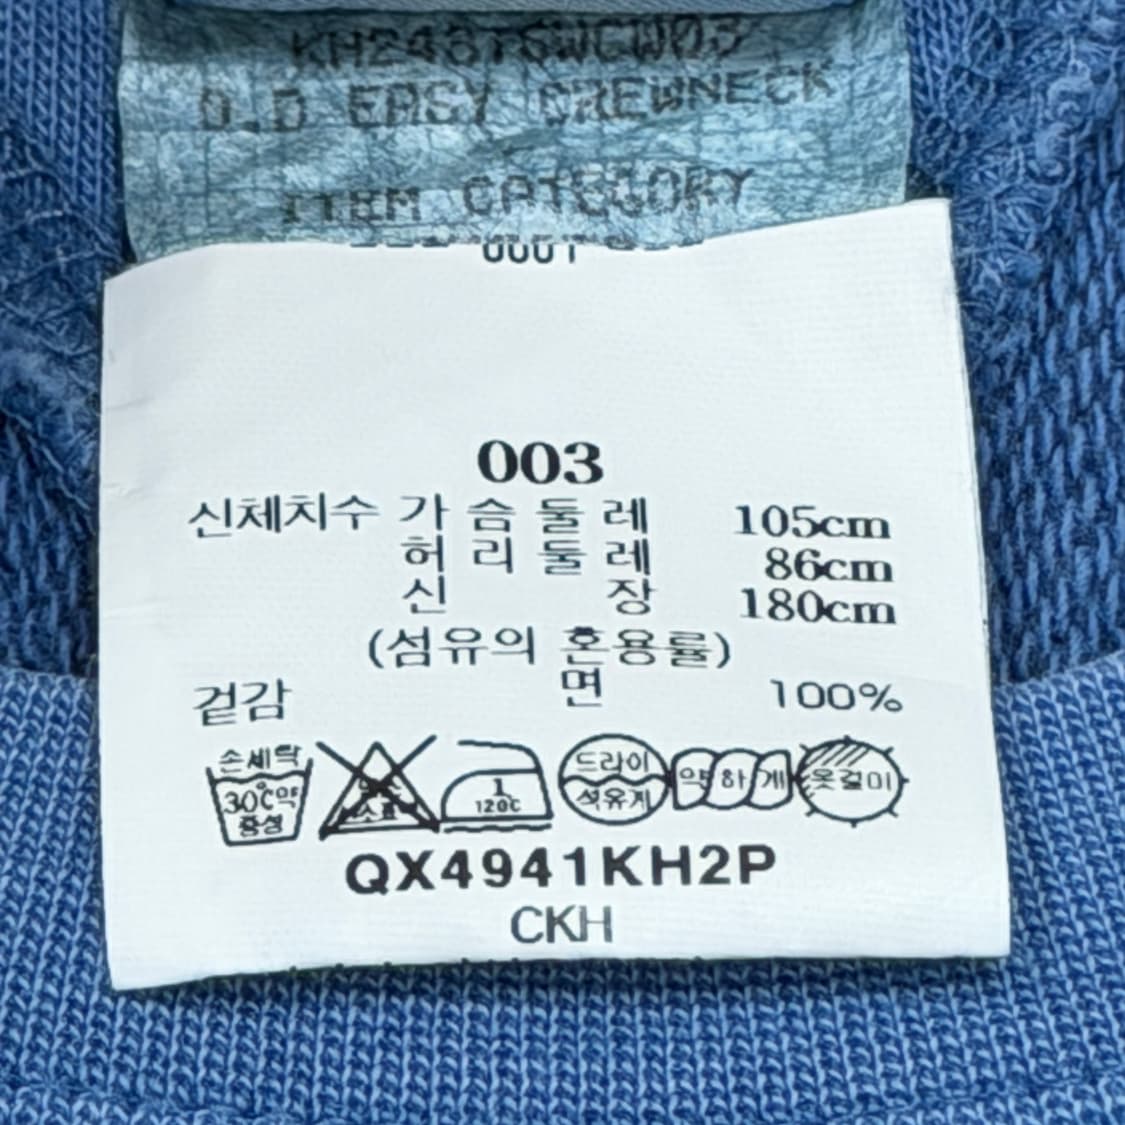 O.D EASY CREWNECK
ITEM CATEGORY
003
신체치수 가 슴 둘 레 105cm
허 리 둘 레 86cm
신 장 180cm
(섬유의 혼용률)
겉감 면 100%
손세탁
30℃약
중성
1
120℃
드라이
석유계
약 하 게
옷걸이
QX4941KH2P
CKH